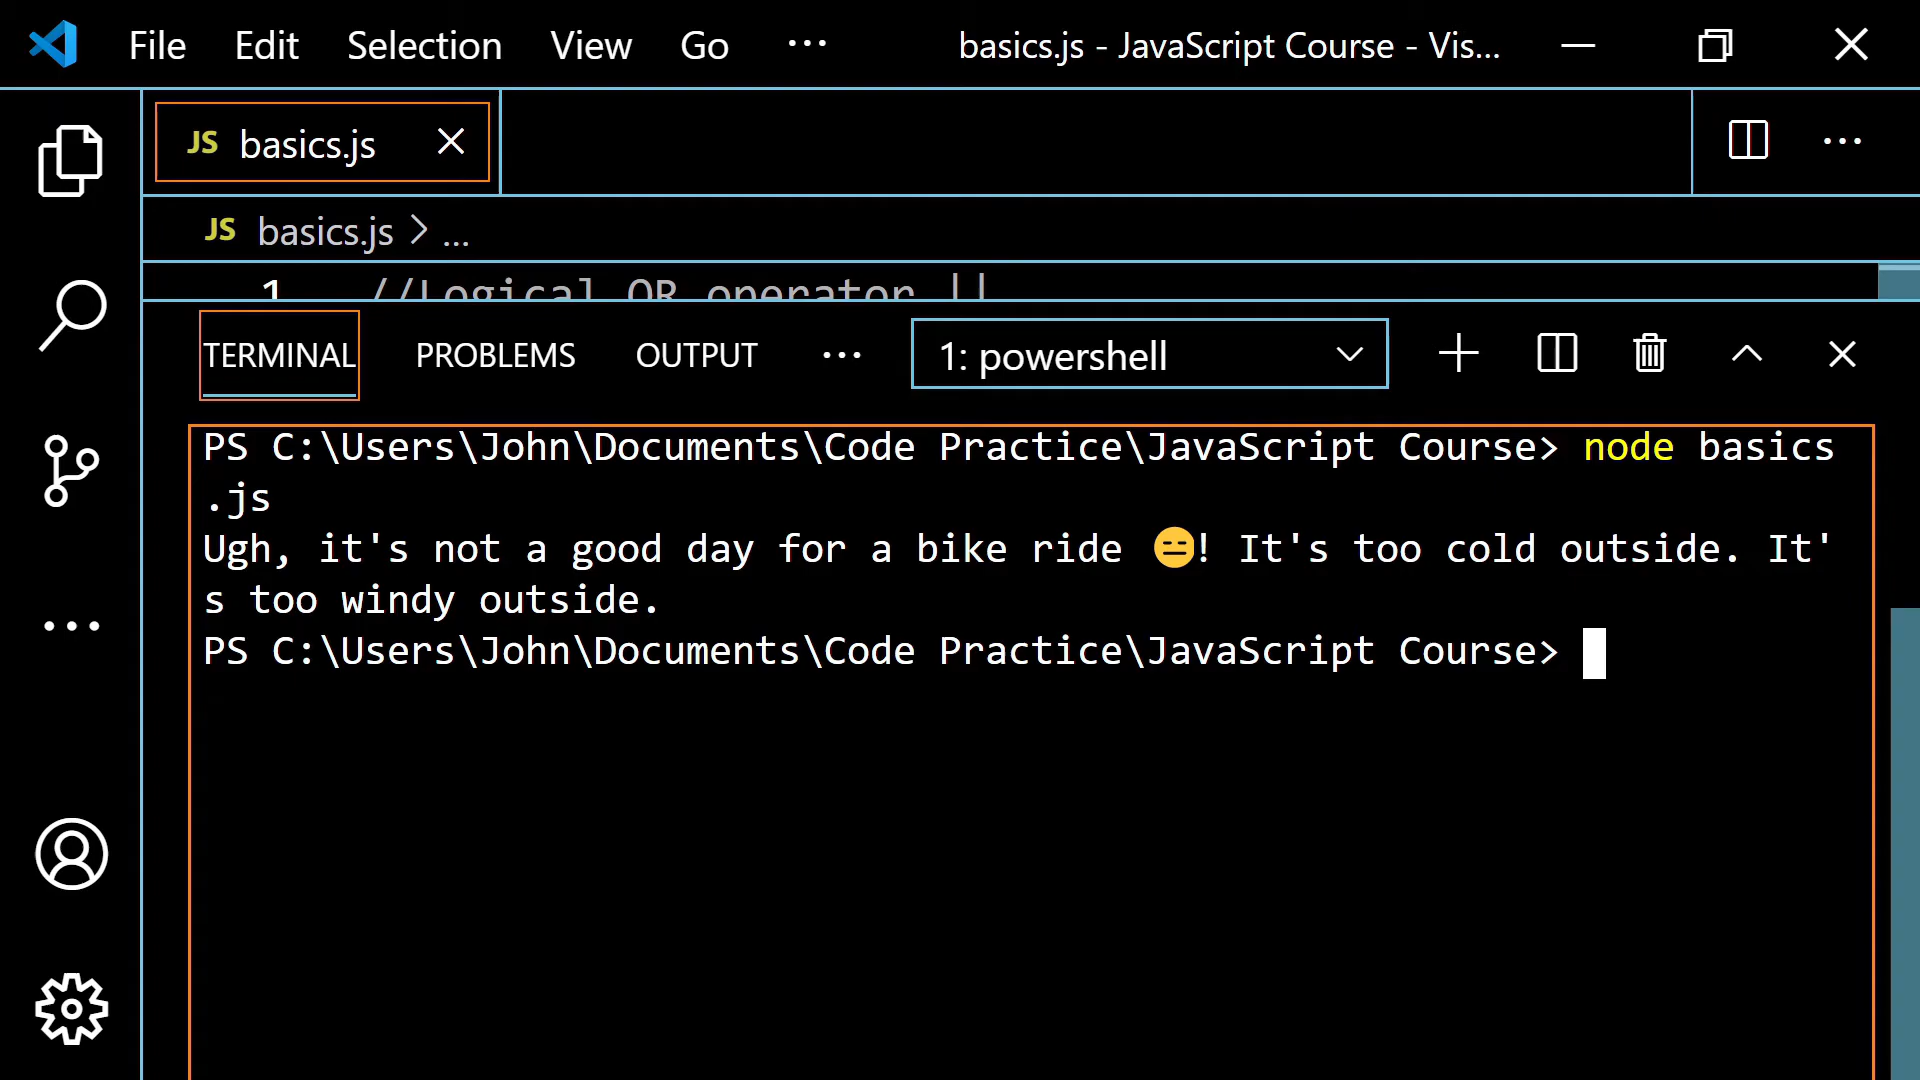 File Edit Selection View Go ··· basics.js - JavaScript Course - Vis...
JS basics.js
JS basics.js > ...
1 //Logical OR operator ||
TERMINAL PROBLEMS OUTPUT ··· 1: powershell
PS C:\Users\John\Documents\Code Practice\JavaScript Course> node basics
.js
Ugh, it's not a good day for a bike ride 😑! It's too cold outside. It'
s too windy outside.
PS C:\Users\John\Documents\Code Practice\JavaScript Course>